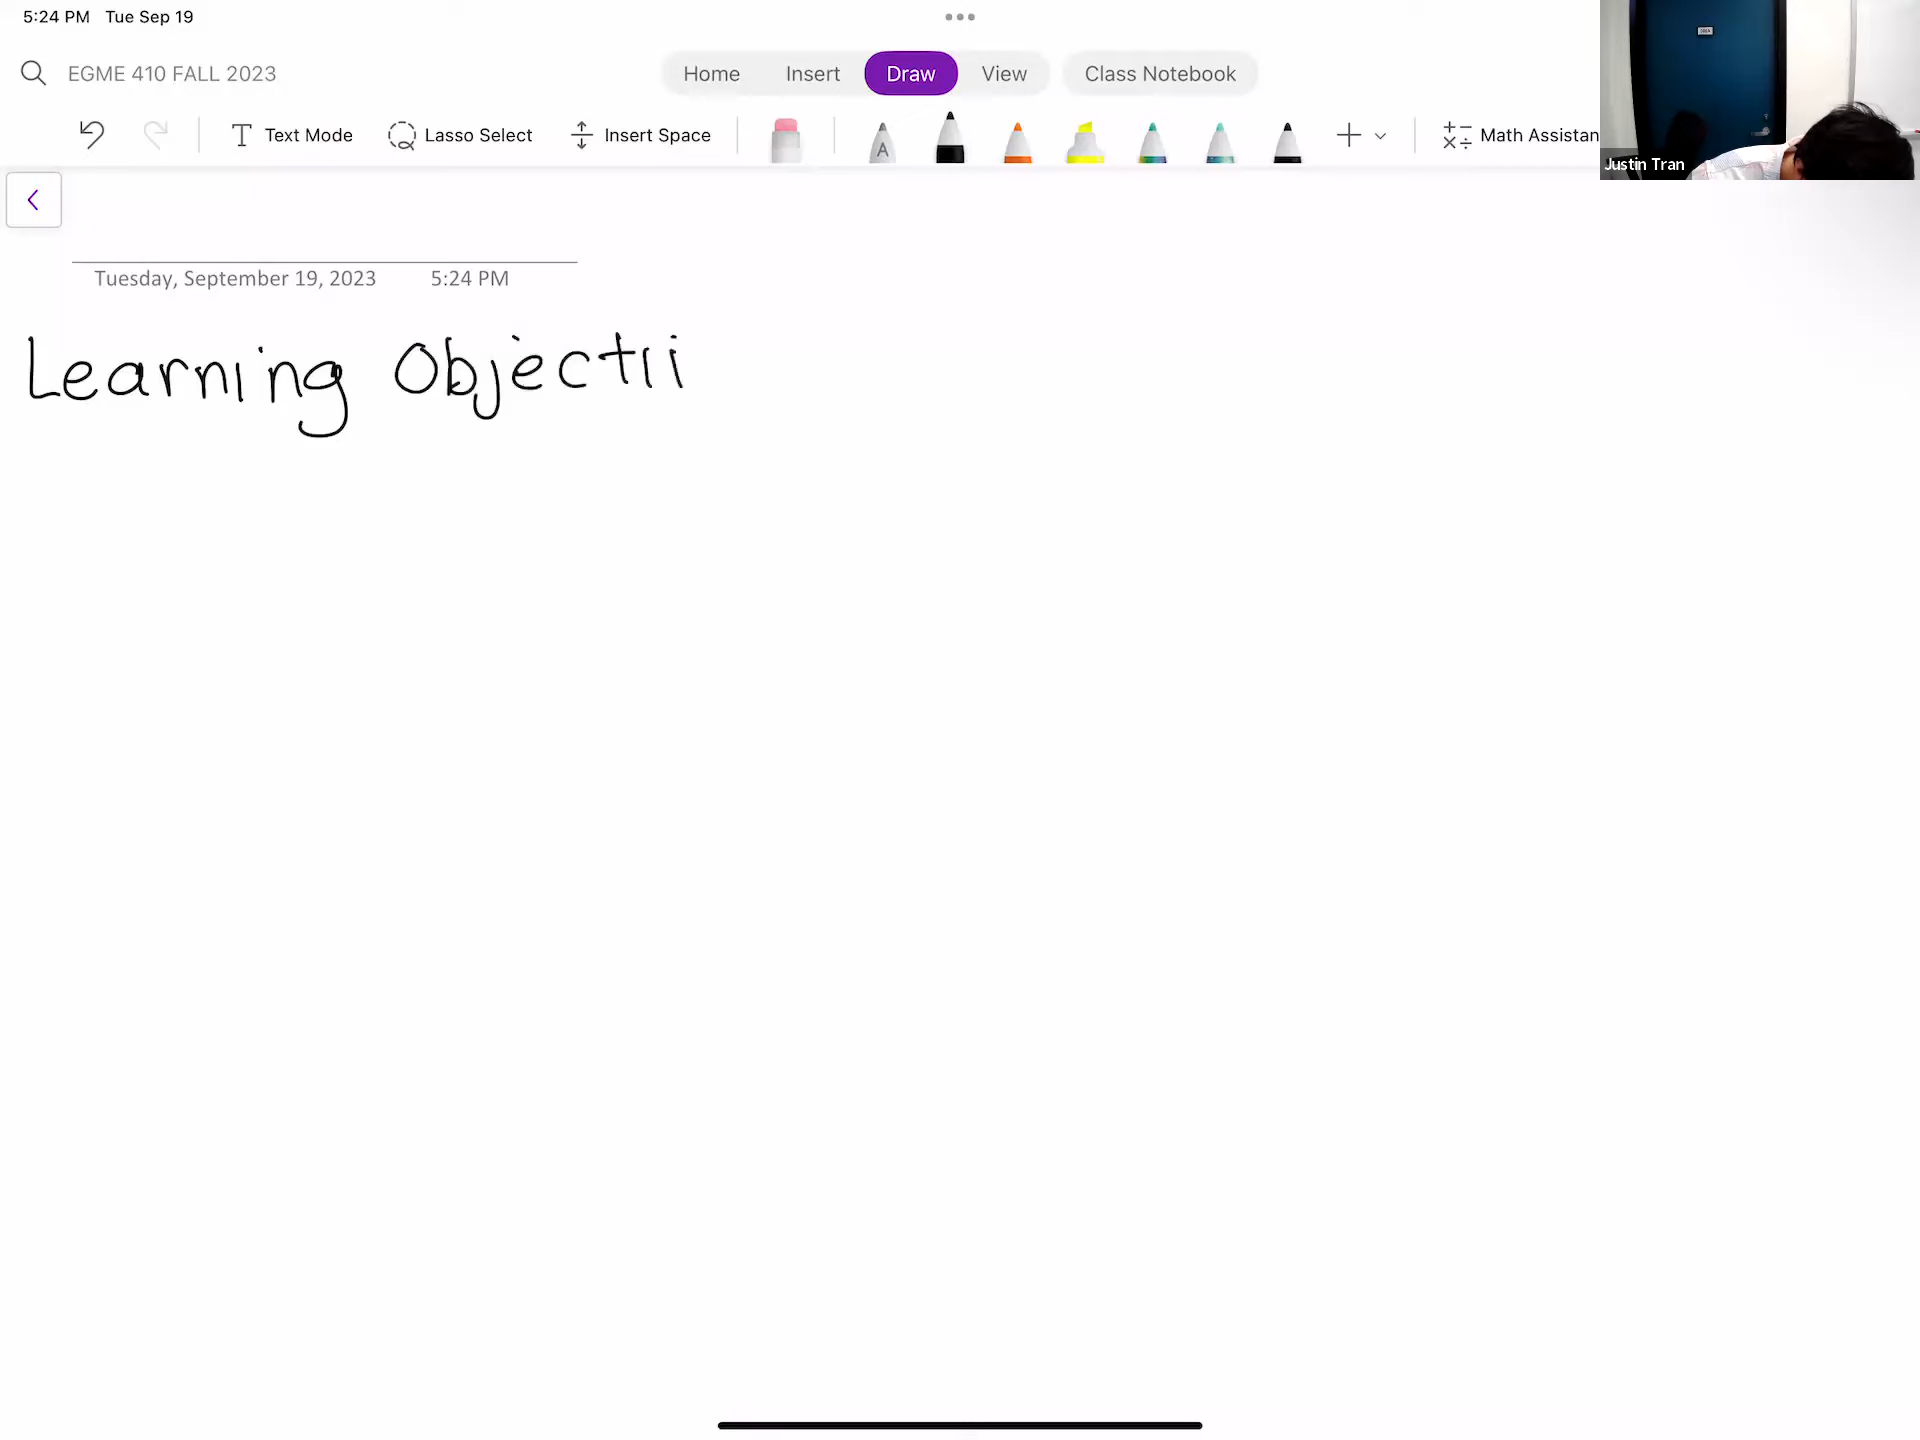 5:24 PM Tue Sep 19
EGME 410 FALL 2023
Home Insert Draw View Class Notebook
Text Mode Lasso Select Insert Space A Math Assistan
Justin Tran
Tuesday, September 19, 2023 5:24 PM
Learning Objectii